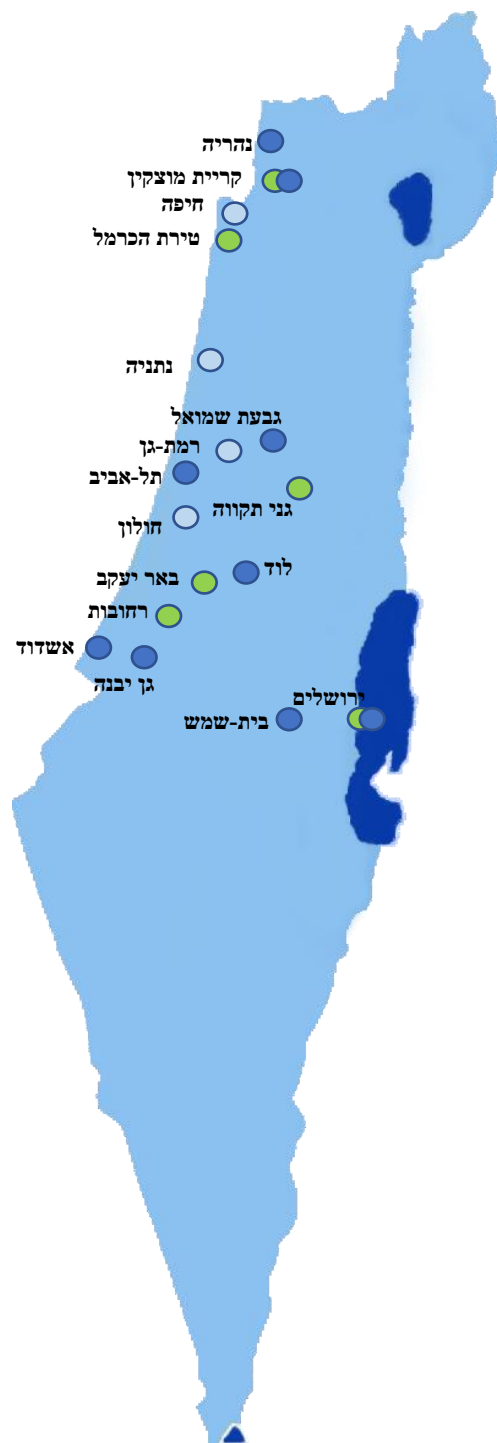 נהריה
קריית מוצקין
חיפה
טירת הכרמל
נתניה
גבעת שמואל
רמת-גן
תל-אביב
גני תקווה
חולון
לוד
באר יעקב
רחובות
אשדוד
גן יבנה
ירושלים
בית-שמש